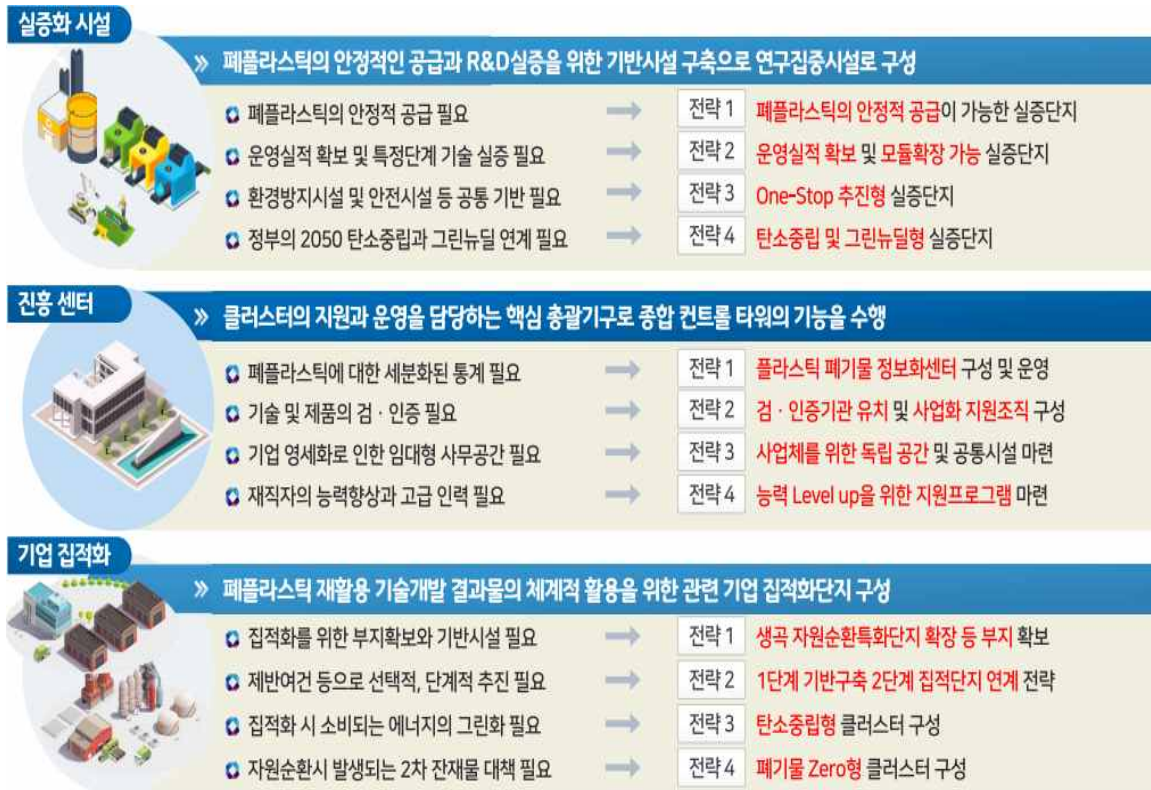 실증화 시설
» 폐플라스틱의 안정적인 공급과 R&D실증을 위한 기반시설 구축으로 연구집중시설로 구성
폐플라스틱의 안정적 공급 필요 → 전략 1 폐플라스틱의 안정적 공급이 가능한 실증단지
운영실적 확보 및 특정단계 기술 실증 필요 → 전략 2 운영실적 확보 및 모듈확장 가능 실증단지
환경방지시설 및 안전시설 등 공통 기반 필요 → 전략 3 One-Stop 추진형 실증단지
정부의 2050 탄소중립과 그린뉴딜 연계 필요 → 전략 4 탄소중립 및 그린뉴딜형 실증단지
진흥 센터
» 클러스터의 지원과 운영을 담당하는 핵심 총괄기구로 종합 컨트롤 타워의 기능을 수행
폐플라스틱에 대한 세분화된 통계 필요 → 전략 1 플라스틱 폐기물 정보화센터 구성 및 운영
기술 및 제품의 검 · 인증 필요 → 전략 2 검 · 인증기관 유치 및 사업화 지원조직 구성
기업 영세화로 인한 임대형 사무공간 필요 → 전략 3 사업체를 위한 독립 공간 및 공통시설 마련
재직자의 능력향상과 고급 인력 필요 → 전략 4 능력 Level up을 위한 지원프로그램 마련
기업 집적화
» 폐플라스틱 재활용 기술개발 결과물의 체계적 활용을 위한 관련 기업 집적화단지 구성
집적화를 위한 부지확보와 기반시설 필요 → 전략 1 생곡 자원순환특화단지 확장 등 부지 확보
제반여건 등으로 선택적, 단계적 추진 필요 → 전략 2 1단계 기반구축 2단계 집적단지 연계 전략
집적화 시 소비되는 에너지의 그린화 필요 → 전략 3 탄소중립형 클러스터 구성
자원순환시 발생되는 2차 잔재물 대책 필요 → 전략 4 폐기물 Zero형 클러스터 구성